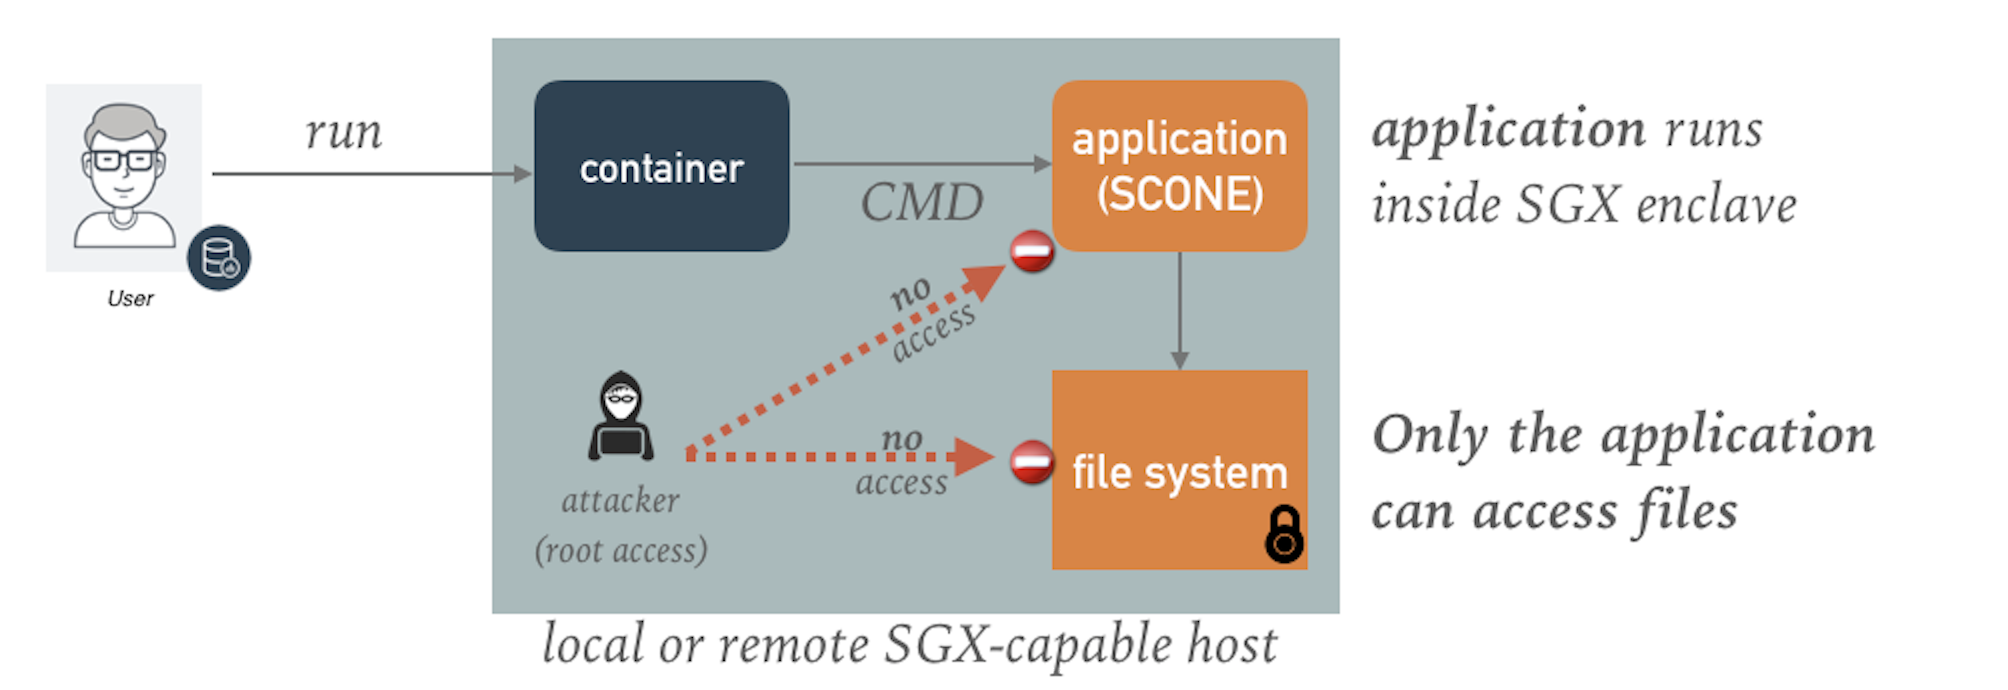 run
User
container
CMD
application
(SCONE)
application runs
inside SGX enclave
no
access
no
access
attacker
(root access)
file system
Only the application
can access files
local or remote SGX-capable host